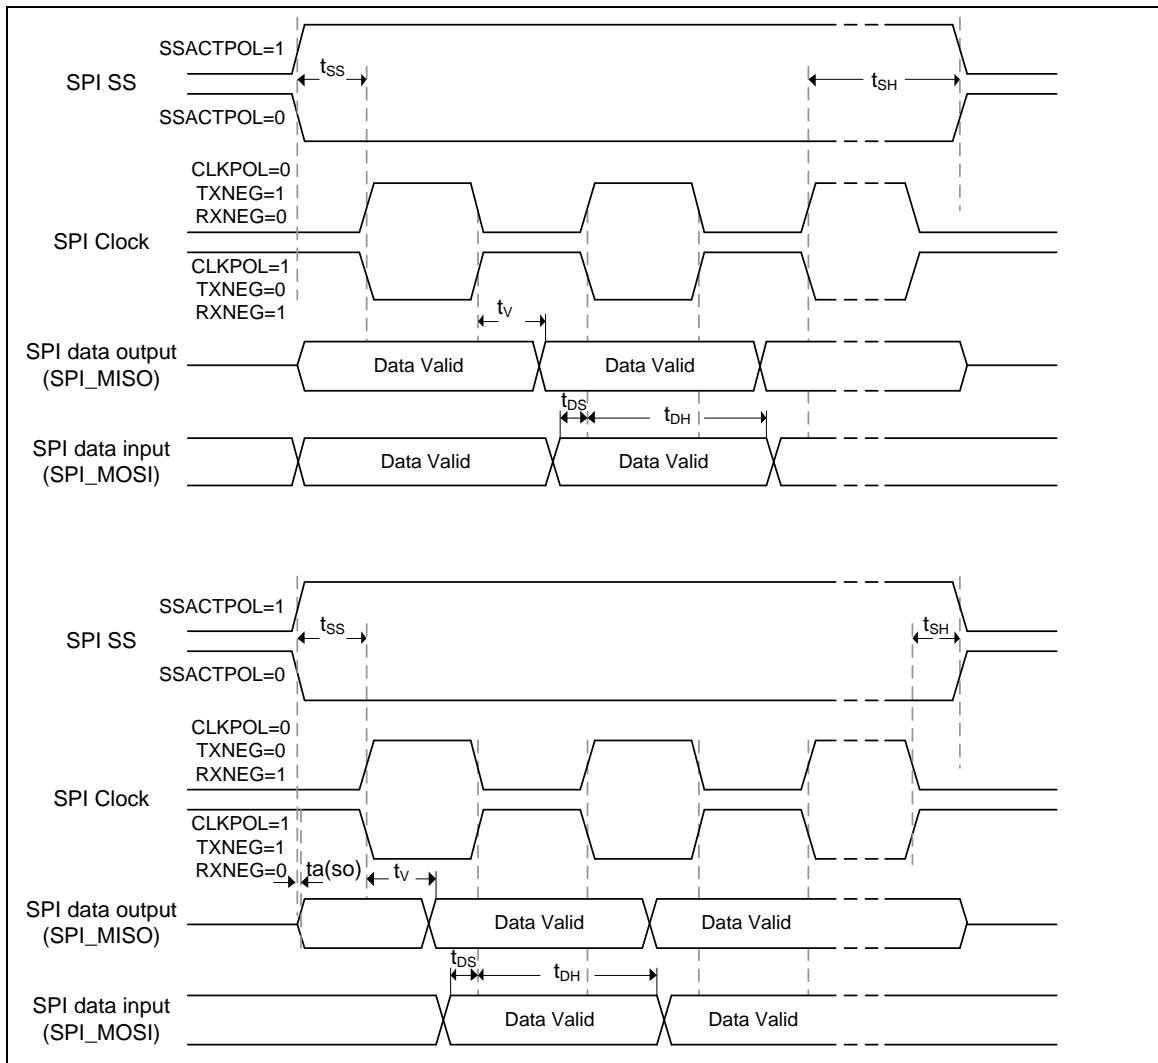 SSACTPOL=1
SPI SS
tSS
tSH
SSACTPOL=0
CLKPOL=0
TXNEG=1
RXNEG=0
SPI Clock
CLKPOL=1
TXNEG=0
RXNEG=1
tV
SPI data output
(SPI_MISO)
Data Valid
Data Valid
tDS
tDH
SPI data input
(SPI_MOSI)
Data Valid
Data Valid
SSACTPOL=1
SPI SS
tSS
tSH
SSACTPOL=0
CLKPOL=0
TXNEG=0
RXNEG=1
SPI Clock
CLKPOL=1
TXNEG=1
RXNEG=0
ta(so)
tV
SPI data output
(SPI_MISO)
Data Valid
Data Valid
tDS
tDH
SPI data input
(SPI_MOSI)
Data Valid
Data Valid